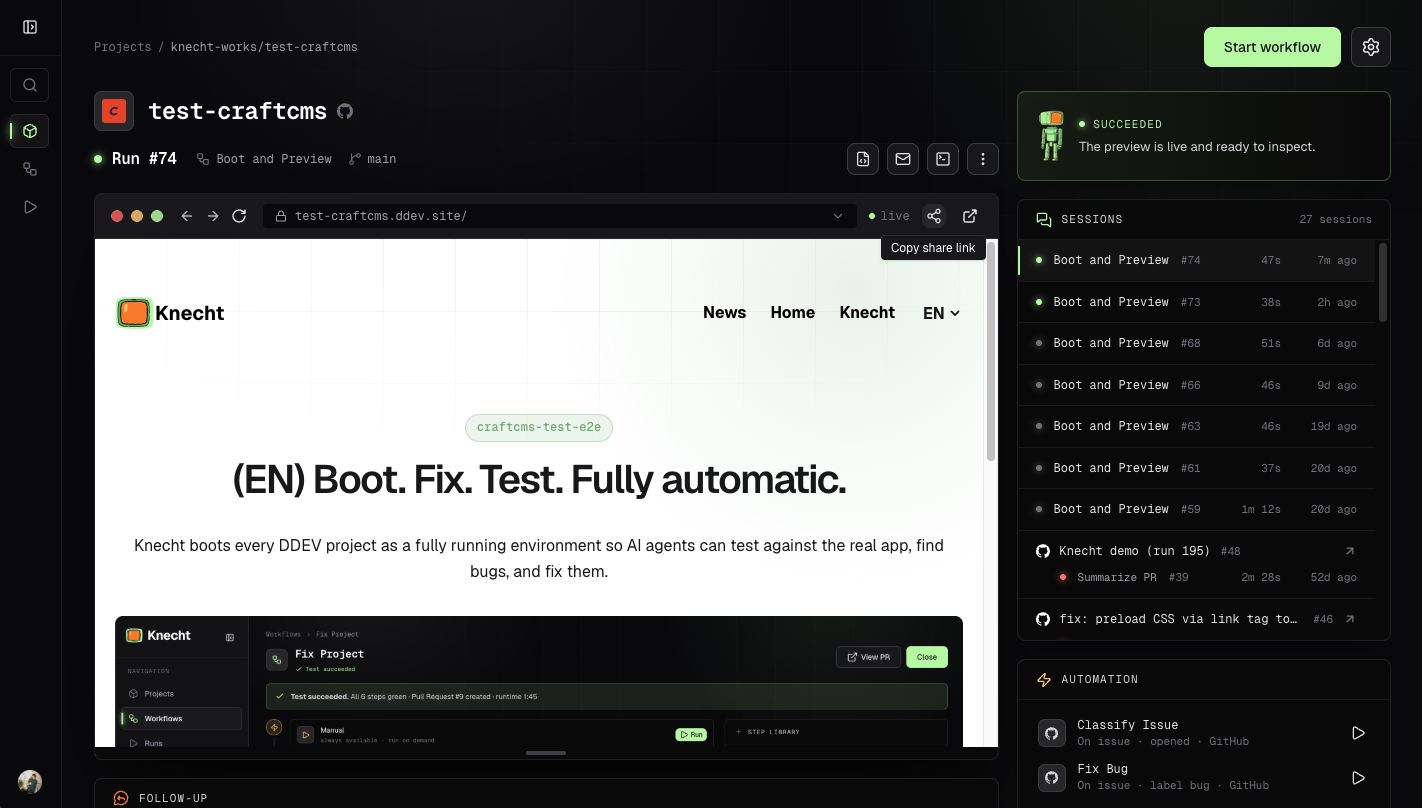 Projects / knecht-works/test-craftcms
Start workflow
C
test-craftcms
Run #74 Boot and Preview main
test-craftcms.ddev.site/
live
Copy share link
Knecht
News Home Knecht EN
craftcms-test-e2e
(EN) Boot. Fix. Test. Fully automatic.
Knecht boots every DDEV project as a fully running environment so AI agents can test against the real app, find
bugs, and fix them.
Knecht
NAVIGATION
Projects
Workflows
Runs
Workflows › Fix Project
Fix Project
✓ Test succeeded
View PR
Close
Test succeeded. All 6 steps green · Pull Request #9 created · runtime 1:45
Manual
always available · run on demand
Run
+ STEP LIBRARY
FOLLOW-UP
SUCCEEDED
The preview is live and ready to inspect.
SESSIONS 27 sessions
Boot and Preview #74 47s 7m ago
Boot and Preview #73 38s 2h ago
Boot and Preview #68 51s 6d ago
Boot and Preview #66 46s 9d ago
Boot and Preview #63 46s 19d ago
Boot and Preview #61 37s 20d ago
Boot and Preview #59 1m 12s 20d ago
Knecht demo (run 195) #48
Summarize PR #39 2m 28s 52d ago
fix: preload CSS via link tag to… #46
AUTOMATION
Classify Issue
On issue · opened · GitHub
Fix Bug
On issue · label bug · GitHub